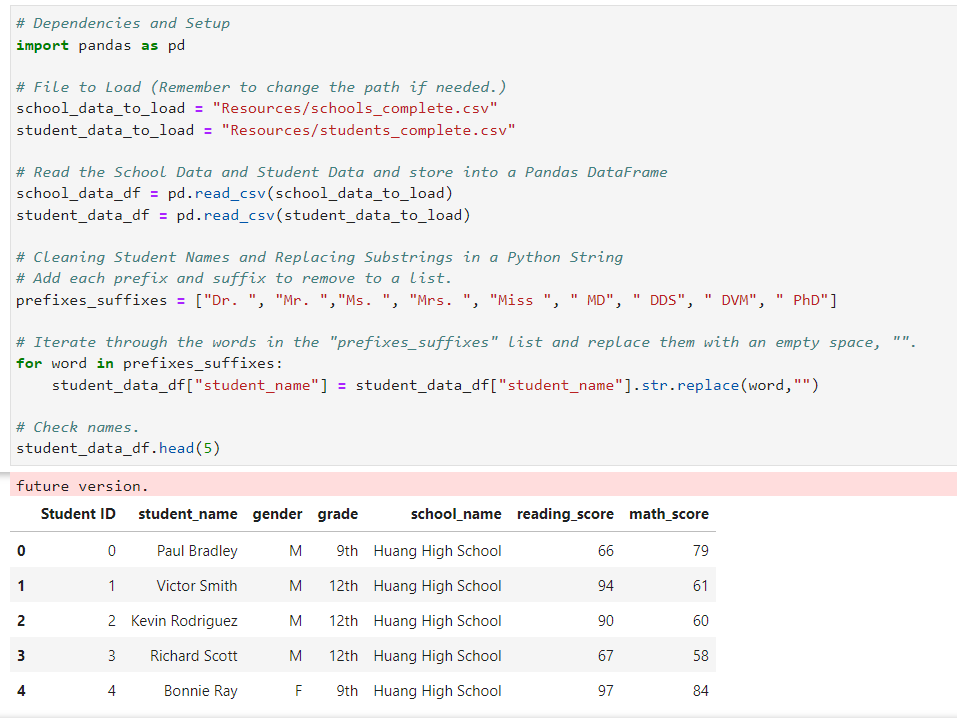 # Dependencies and Setup
import pandas as pd
# File to Load (Remember to change the path if needed.)
school_data_to_load = "Resources/schools_complete.csv"
student_data_to_load = "Resources/students_complete.csv"
# Read the School Data and Student Data and store into a Pandas DataFrame
school_data_df = pd.read_csv(school_data_to_load)
student_data_df = pd.read_csv(student_data_to_load)
# Cleaning Student Names and Replacing Substrings in a Python String
# Add each prefix and suffix to remove to a list.
prefixes_suffixes = ["Dr. ", "Mr. ","Ms. ", "Mrs. ", "Miss ", " MD", " DDS", " DVM", " PhD"]
# Iterate through the words in the "prefixes_suffixes" list and replace them with an empty space, "".
for word in prefixes_suffixes:
    student_data_df["student_name"] = student_data_df["student_name"].str.replace(word,"")
# Check names.
student_data_df.head(5)
future version.
Student ID student_name gender grade school_name reading_score math_score
0 0 Paul Bradley M 9th Huang High School 66 79
1 1 Victor Smith M 12th Huang High School 94 61
2 2 Kevin Rodriguez M 12th Huang High School 90 60
3 3 Richard Scott M 12th Huang High School 67 58
4 4 Bonnie Ray F 9th Huang High School 97 84